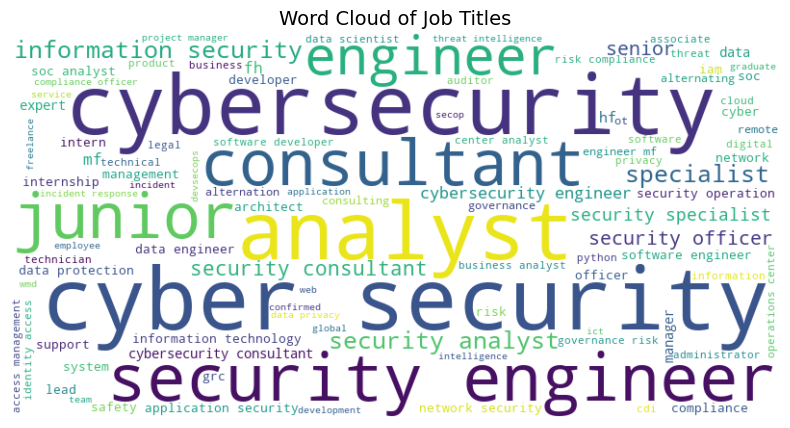 Word Cloud of Job Titles
project manager
data scientist
threat intelligence
associate
information security
engineer
senior
threat
data
soc analyst
product
business
fh
risk compliance
iam
graduate
compliance officer
developer
auditor
alternating
soc
service
expert
cybersecurity
secop
hf
ot
cloud
cyber
remote
freelance
intern
legal
software developer
center analyst
engineer mf
software
digital
mf
technical
devsecops
consultant
privacy
network
management
internship
incident
specialist
incident response
alternation
application
cybersecurity engineer
security operation
junior
architect
consulting
governance
security specialist
analyst
employee
data engineer
security officer
technician
python
software engineer
data protection
security consultant
business analyst
officer
information
operations center
wmd
web
cyber security
confirmed
data privacy
risk
access management
identity access
global
ict
manager
support
information technology
security analyst
governance risk
cybersecurity consultant
intelligence
administrator
system
security engineer
grc
lead
team
safety
application security
development
network security
cdi
compliance